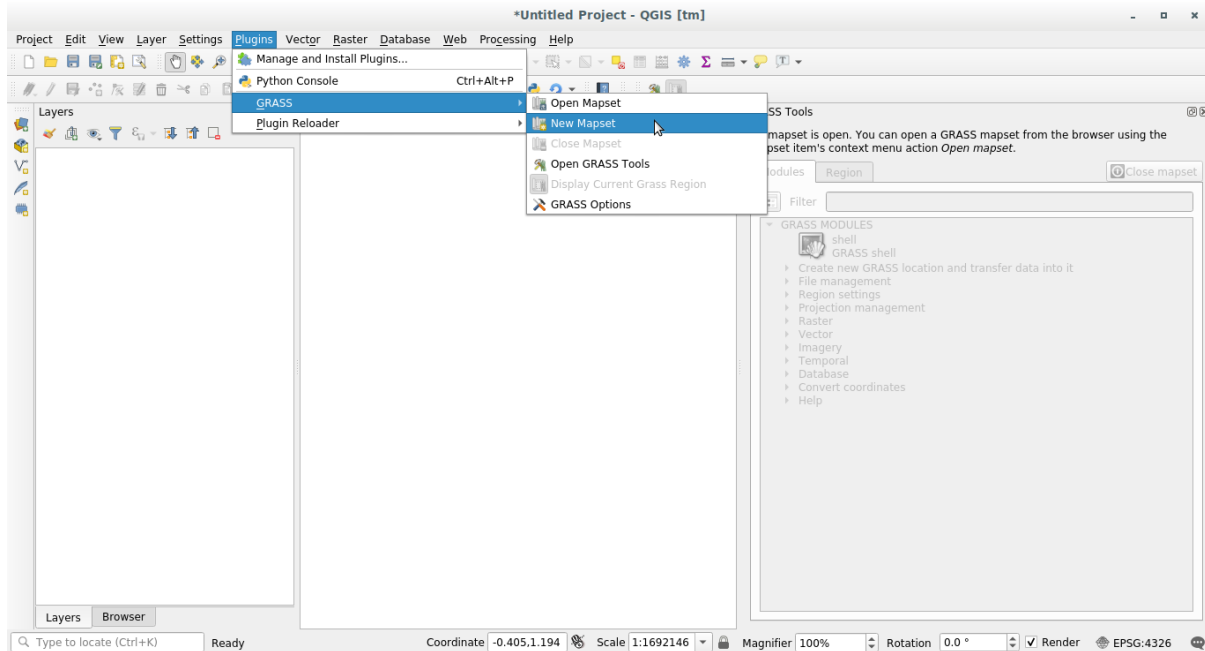 *Untitled Project - QGIS [tm]
Project Edit View Layer Settings Plugins Vector Raster Database Web Processing Help
Manage and Install Plugins...
Python Console Ctrl+Alt+P
GRASS
Plugin Reloader
Open Mapset
New Mapset
Close Mapset
Open GRASS Tools
Display Current Grass Region
GRASS Options
Layers
SS Tools
mapset is open. You can open a GRASS mapset from the browser using the
pset item's context menu action Open mapset.
odules Region Close mapset
Filter
GRASS MODULES
shell
GRASS shell
Create new GRASS location and transfer data into it
File management
Region settings
Projection management
Raster
Vector
Imagery
Temporal
Database
Convert coordinates
Help
Layers Browser
Type to locate (Ctrl+K) Ready Coordinate -0.405,1.194 Scale 1:1692146 Magnifier 100% Rotation 0.0 ° Render EPSG:4326